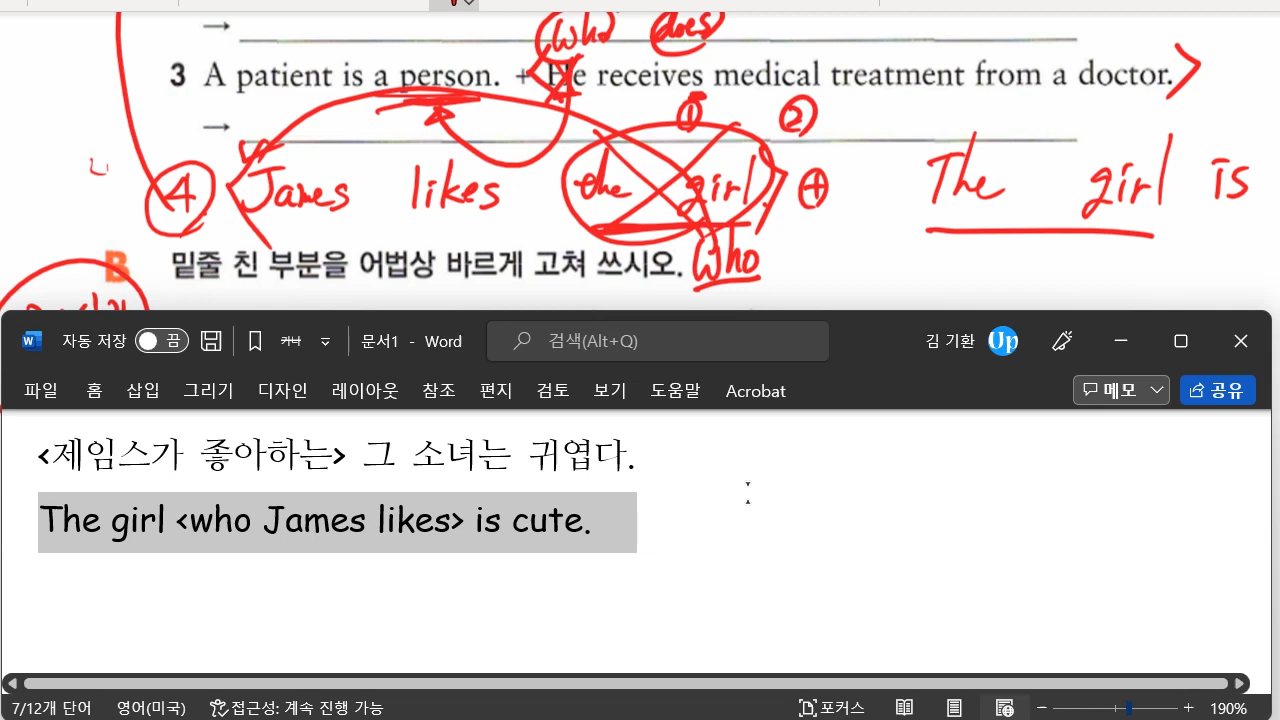 → who does
3 A patient is a person. + He receives medical treatment from a doctor.
→ ① ②
④ James likes the girl. + The girl is
B 밑줄 친 부분을 어법상 바르게 고쳐 쓰시오. who
자동 저장 끔 문서1 - Word 검색(Alt+Q) 김 기환 Up
파일 홈 삽입 그리기 디자인 레이아웃 참조 편지 검토 보기 도움말 Acrobat 메모 공유
<제임스가 좋아하는> 그 소녀는 귀엽다.
The girl <who James likes> is cute.
7/12개 단어 영어(미국) 접근성: 계속 진행 가능 포커스 190%